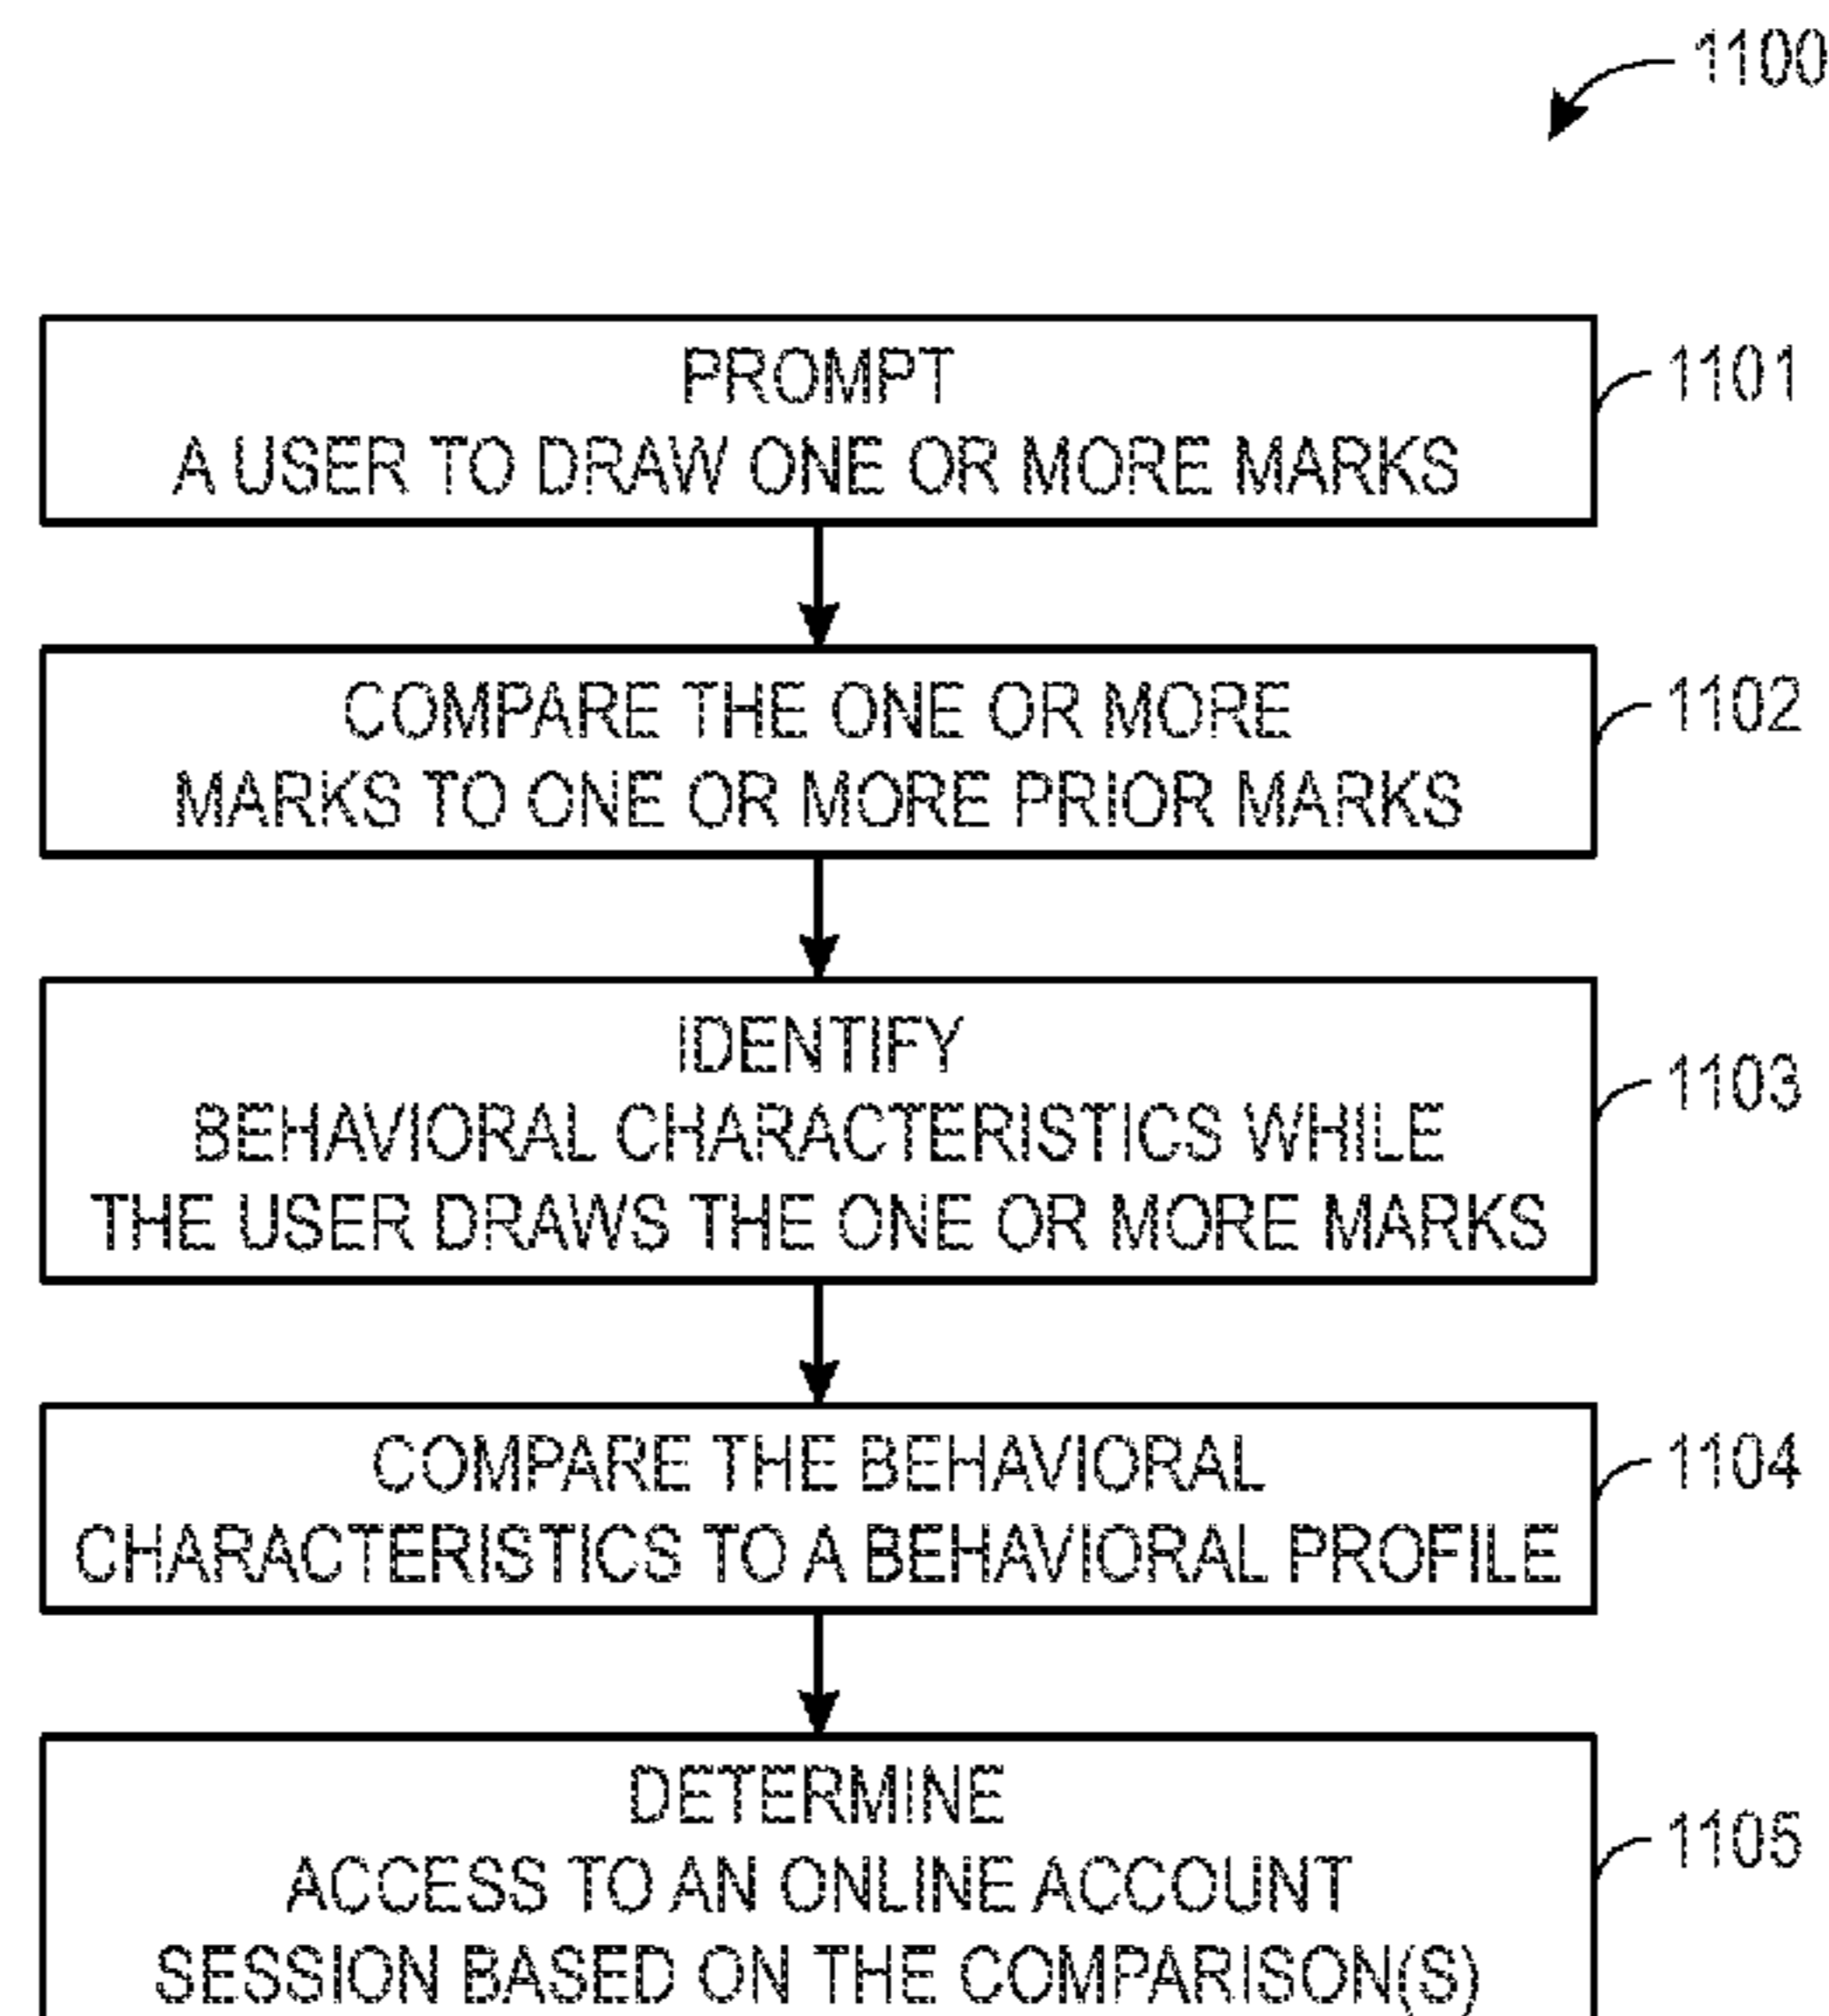 1100
PROMPT
A USER TO DRAW ONE OR MORE MARKS
1101
COMPARE THE ONE OR MORE
MARKS TO ONE OR MORE PRIOR MARKS
1102
IDENTIFY
BEHAVIORAL CHARACTERISTICS WHILE
THE USER DRAWS THE ONE OR MORE MARKS
1103
COMPARE THE BEHAVIORAL
CHARACTERISTICS TO A BEHAVIORAL PROFILE
1104
DETERMINE
ACCESS TO AN ONLINE ACCOUNT
SESSION BASED ON THE COMPARISON(S)
1105